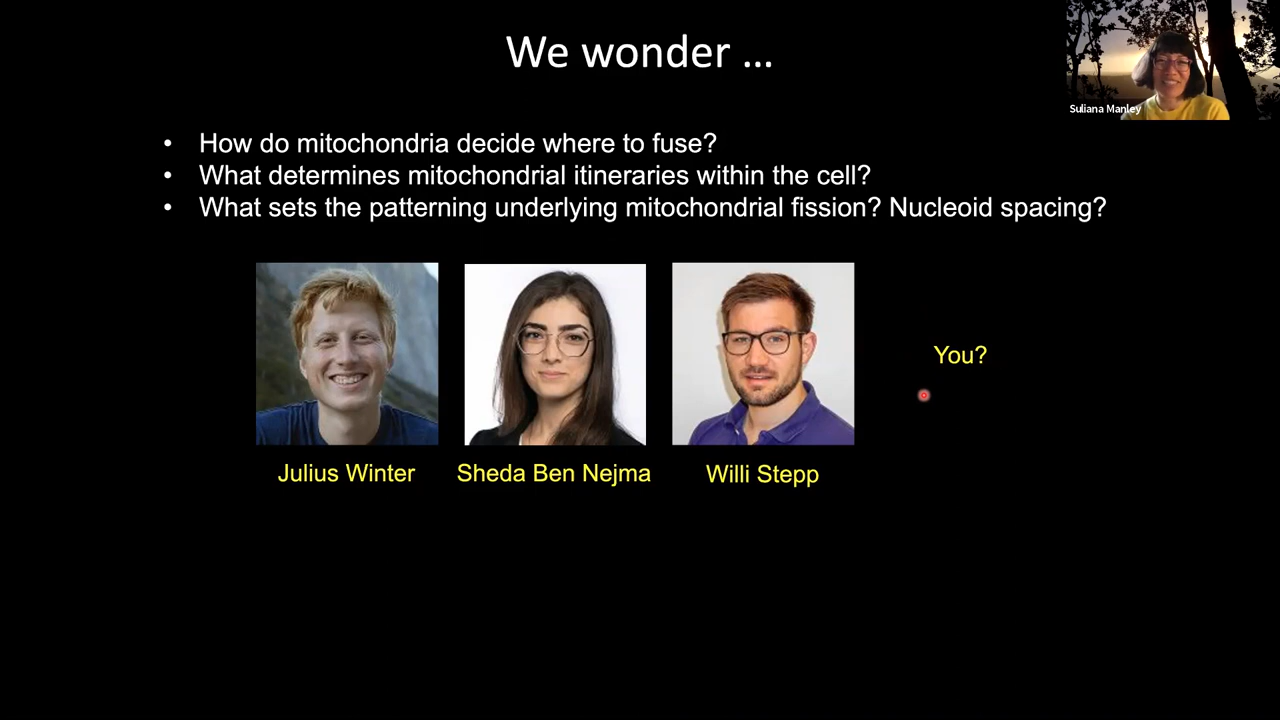 We wonder ...
Suliana Manley
• How do mitochondria decide where to fuse?
• What determines mitochondrial itineraries within the cell?
• What sets the patterning underlying mitochondrial fission? Nucleoid spacing?
You?
Julius Winter
Sheda Ben Nejma
Willi Stepp